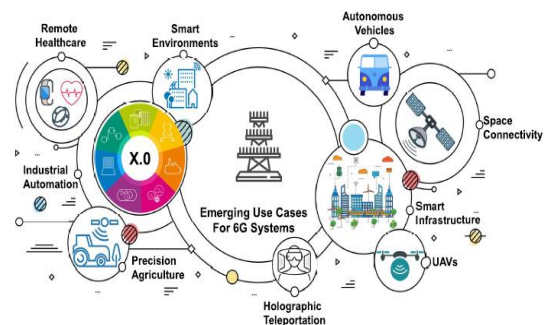 Remote
Healthcare
Smart
Environments
Autonomous
Vehicles
Space
Connectivity
X.0
Industrial
Automation
Emerging Use Cases
For 6G Systems
Smart
Infrastructure
Precision
Agriculture
UAVs
Holographic
Teleportation